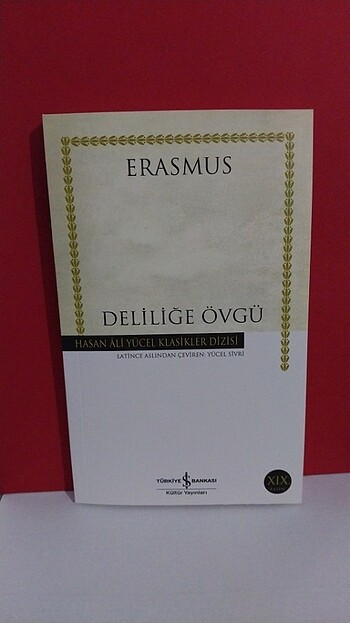 ERASMUS
DELİLİĞE ÖVGÜ
HASAN ÂLİ YÜCEL KLASİKLER DİZİSİ
LATİNCE ASLINDAN ÇEVİREN: YÜCEL SİVRİ
TÜRKİYE İŞ BANKASI
Kültür Yayınları
XIX